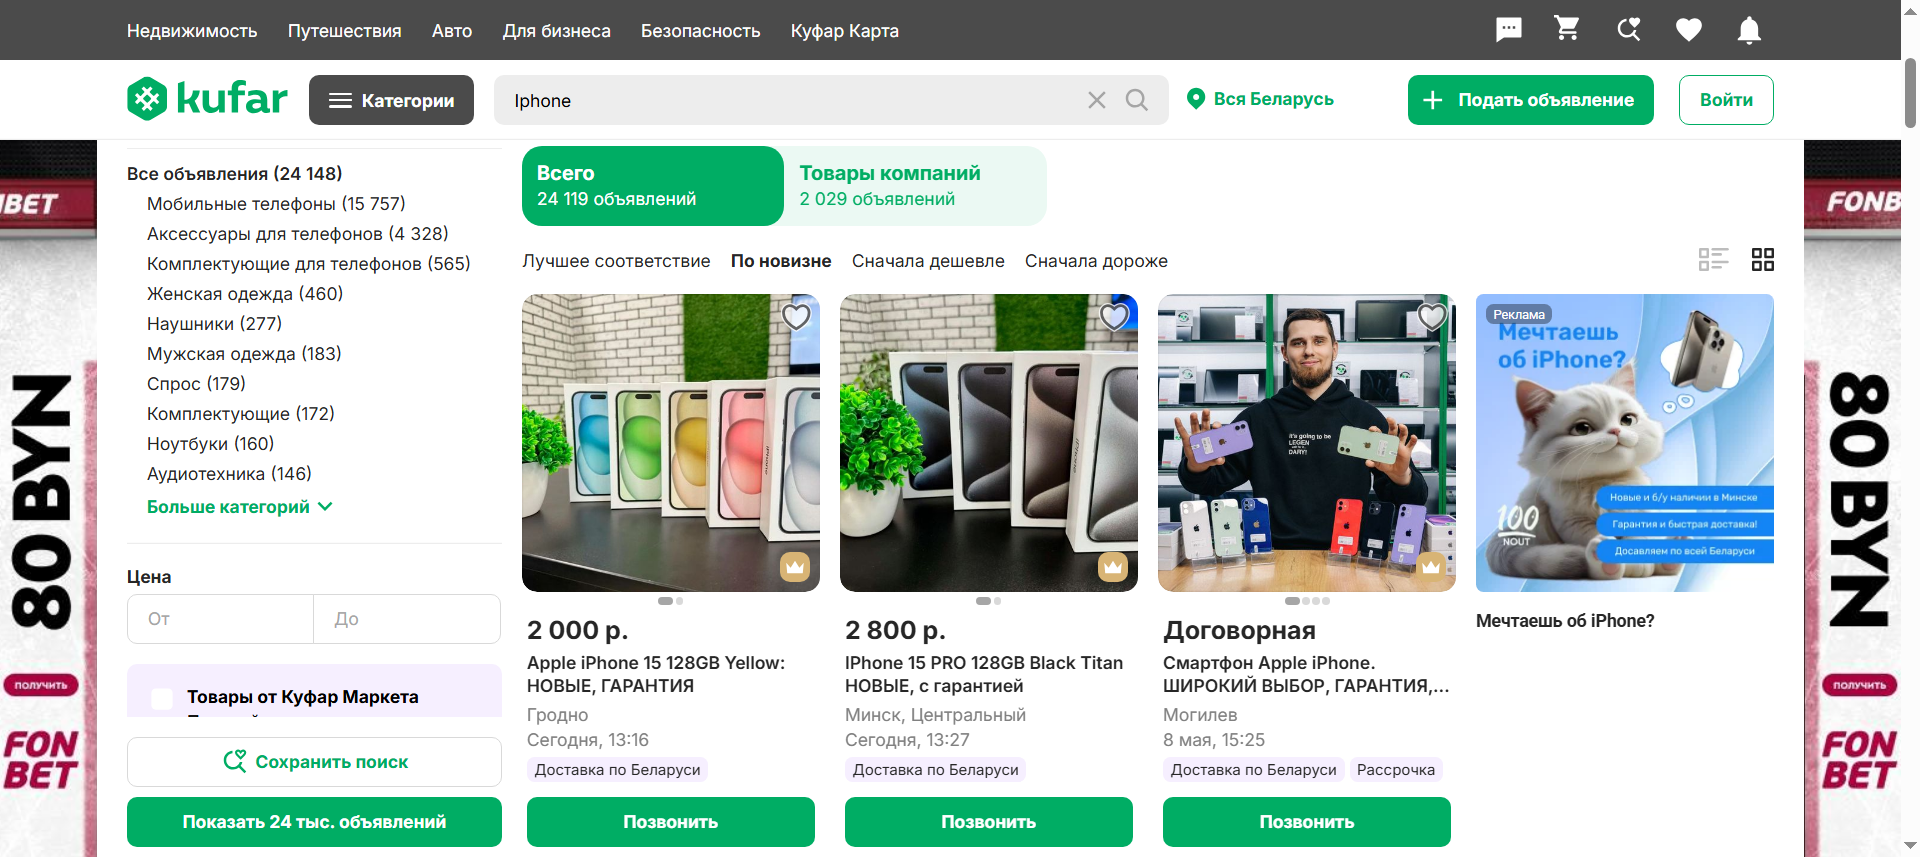 Недвижимость
Путешествия
Авто
Для бизнеса
Безопасность
Куфар Карта
kufar
Категории
Iphone
Вся Беларусь
Подать объявление
Войти
Все объявления (24 148)
Мобильные телефоны (15 757)
Аксессуары для телефонов (4 328)
Комплектующие для телефонов (565)
Женская одежда (460)
Наушники (277)
Мужская одежда (183)
Спрос (179)
Комплектующие (172)
Ноутбуки (160)
Аудиотехника (146)
Больше категорий
Цена
От
До
Товары от Куфар Маркета
Сохранить поиск
Показать 24 тыс. объявлений
Всего
24 119 объявлений
Товары компаний
2 029 объявлений
Лучшее соответствие
По новизне
Сначала дешевле
Сначала дороже
2 000 р.
Apple iPhone 15 128GB Yellow:
НОВЫЕ, ГАРАНТИЯ
Гродно
Сегодня, 13:16
Доставка по Беларуси
Позвонить
2 800 р.
IPhone 15 PRO 128GB Black Titan
НОВЫЕ, с гарантией
Минск, Центральный
Сегодня, 13:27
Доставка по Беларуси
Позвонить
It's going to be
LEGEN
DARY!
Договорная
Смартфон Apple iPhone.
ШИРОКИЙ ВЫБОР, ГАРАНТИЯ,...
Могилев
8 мая, 15:25
Доставка по Беларуси
Рассрочка
Позвонить
Реклама
Мечтаешь
об iPhone?
Новые и б/у наличии в Минске
Гарантия и быстрая доставка!
Досавляем по всей Беларуси
100
NOUT
Мечтаешь об iPhone?
NBET
80 BYN
ПОЛУЧИТЬ
FON
BET
FONB
80 BYN
ПОЛУЧИТЬ
FON
BET